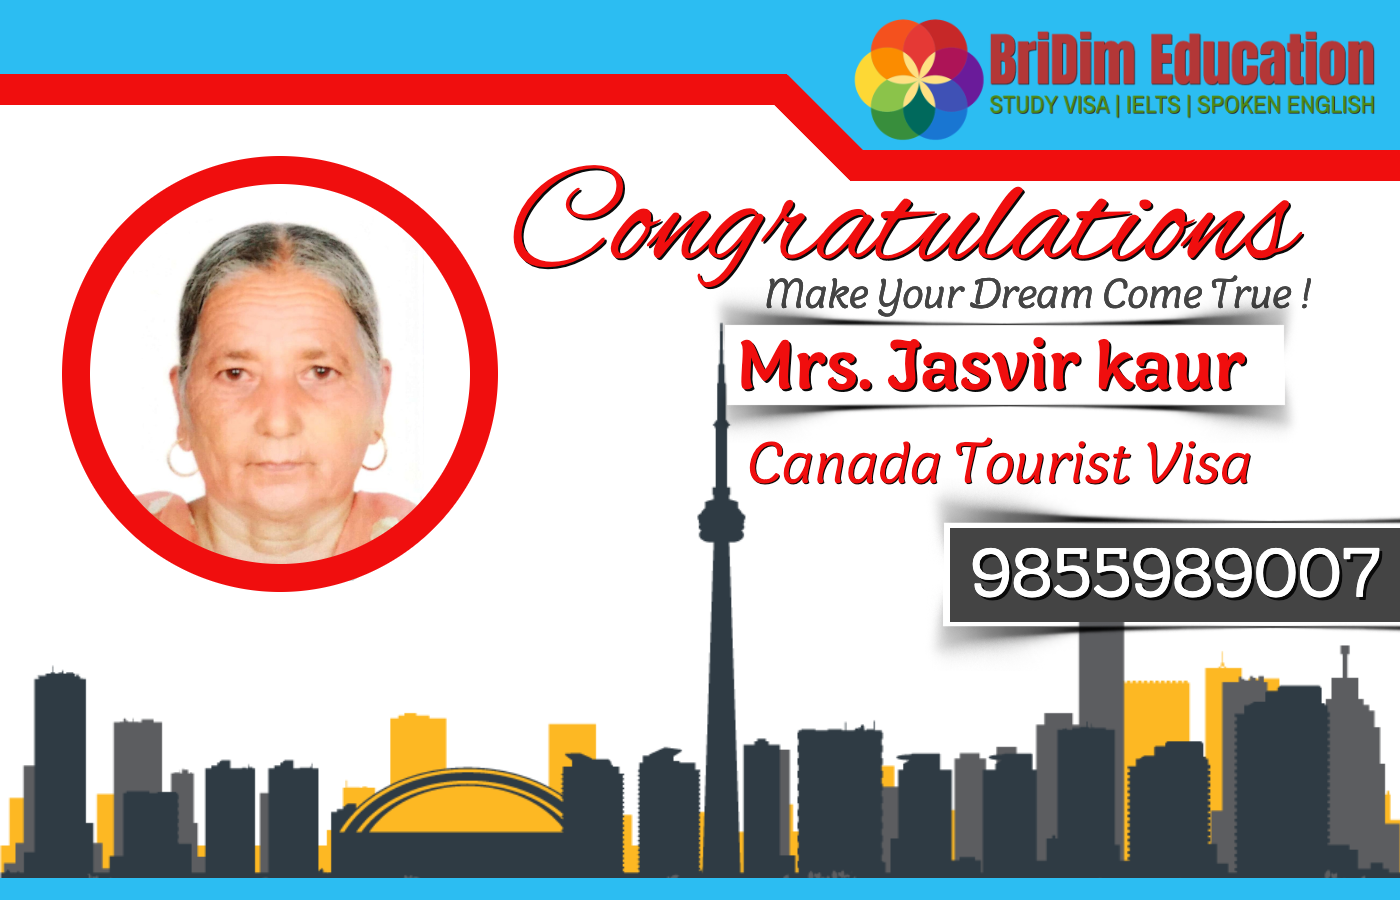 BriDim Education
STUDY VISA | IELTS | SPOKEN ENGLISH
Congratulations
Make Your Dream Come True !
Mrs. Jasvir kaur
Canada Tourist Visa
9855989007